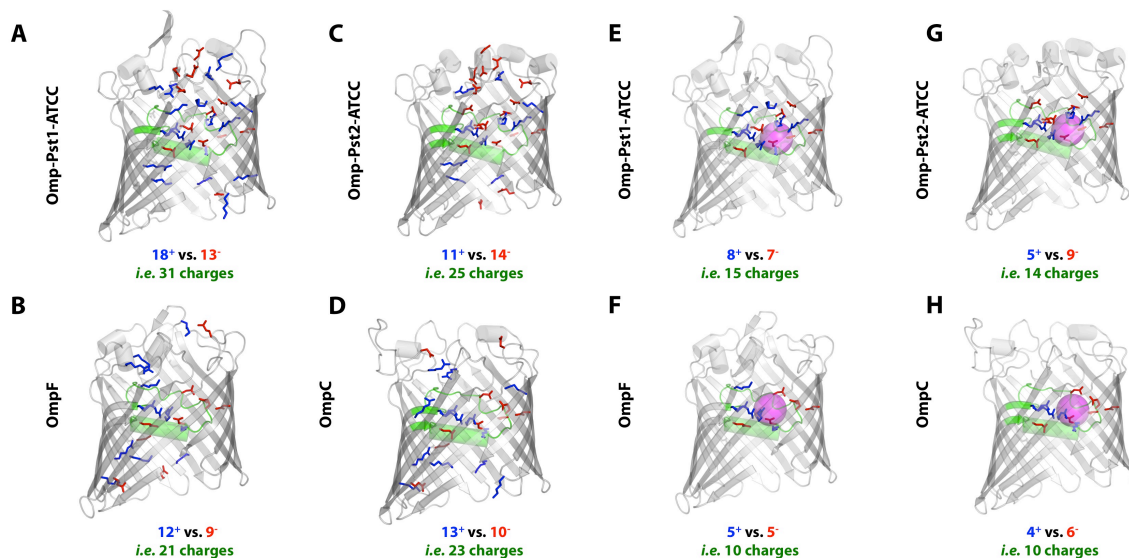 A
Omp-Pst1-ATCC
18⁺ vs. 13⁻
i.e. 31 charges
C
Omp-Pst2-ATCC
11⁺ vs. 14⁻
i.e. 25 charges
E
Omp-Pst1-ATCC
8⁺ vs. 7⁻
i.e. 15 charges
G
Omp-Pst2-ATCC
5⁺ vs. 9⁻
i.e. 14 charges
B
OmpF
12⁺ vs. 9⁻
i.e. 21 charges
D
OmpC
13⁺ vs. 10⁻
i.e. 23 charges
F
OmpF
5⁺ vs. 5⁻
i.e. 10 charges
H
OmpC
4⁺ vs. 6⁻
i.e. 10 charges